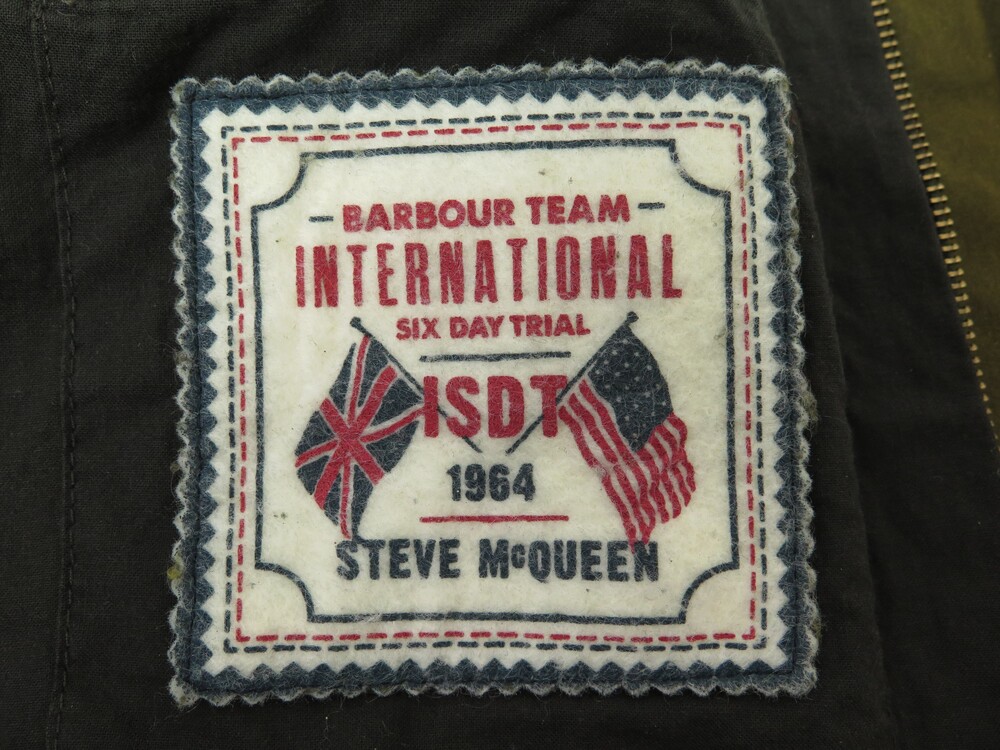 BARBOUR TEAM
INTERNATIONAL
SIX DAY TRIAL
ISDT
1964
STEVE McQUEEN